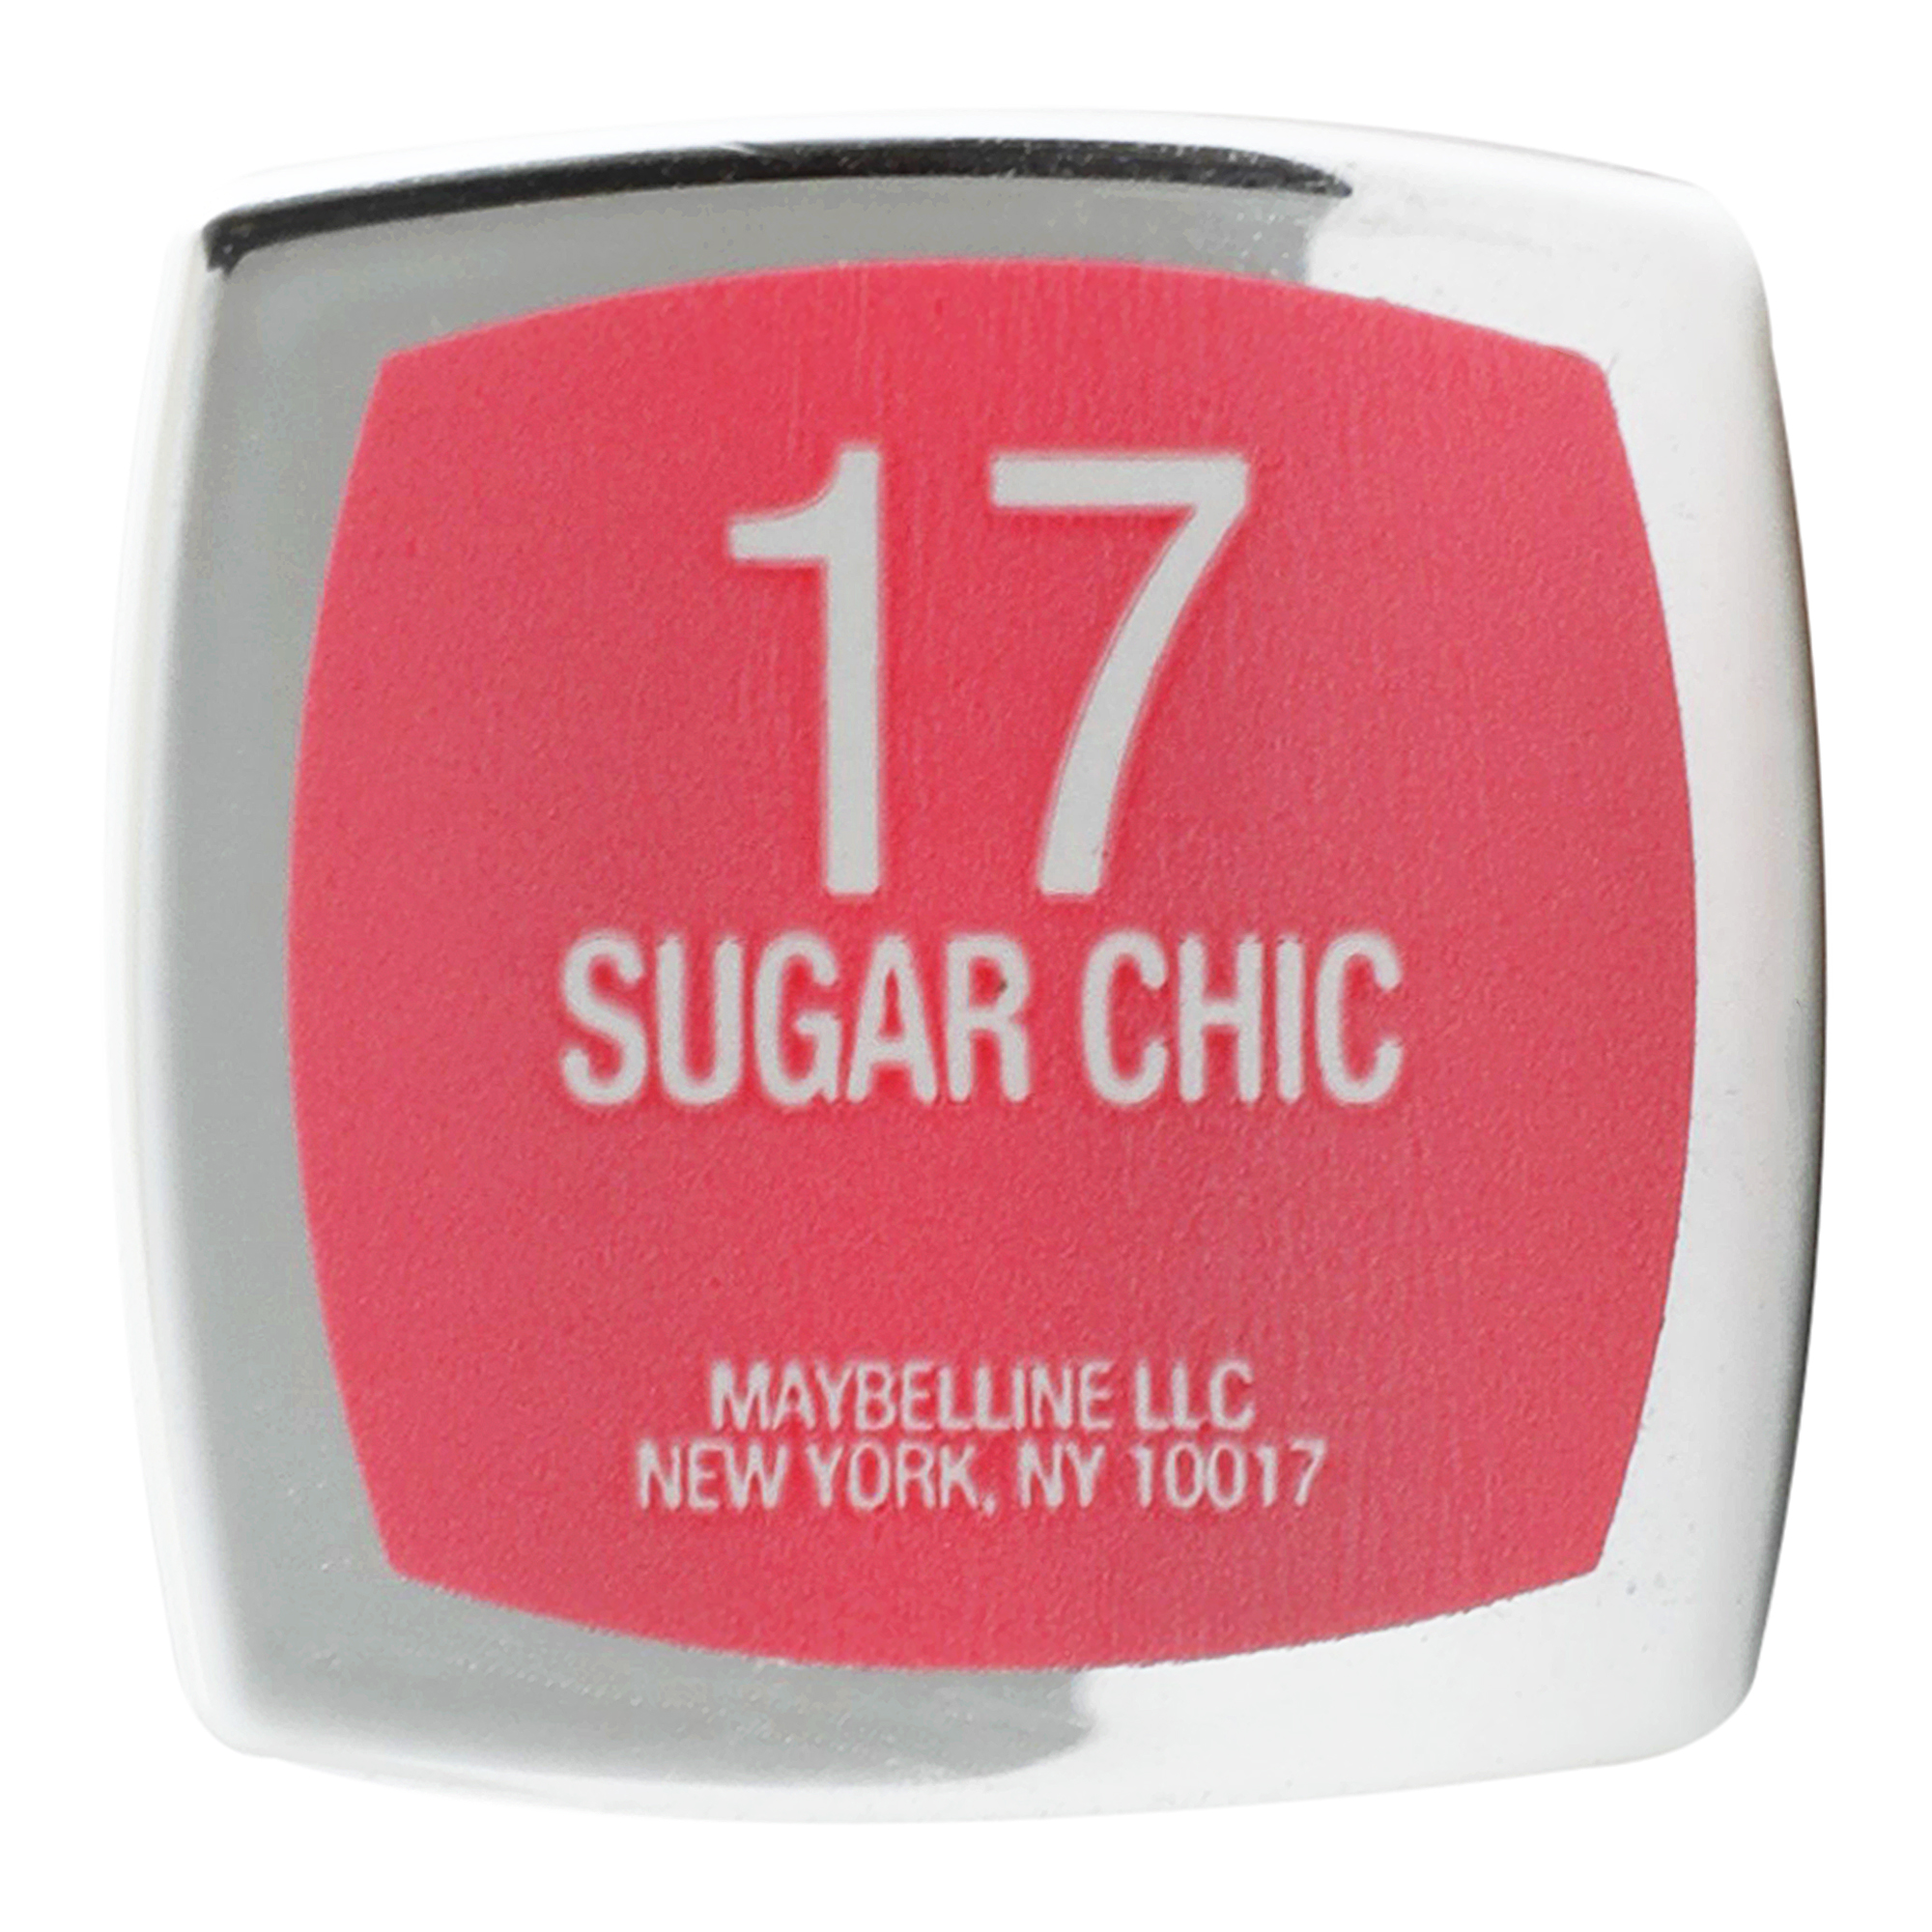 17
SUGAR CHIC
MAYBELLINE LLC
NEW YORK, NY 10017